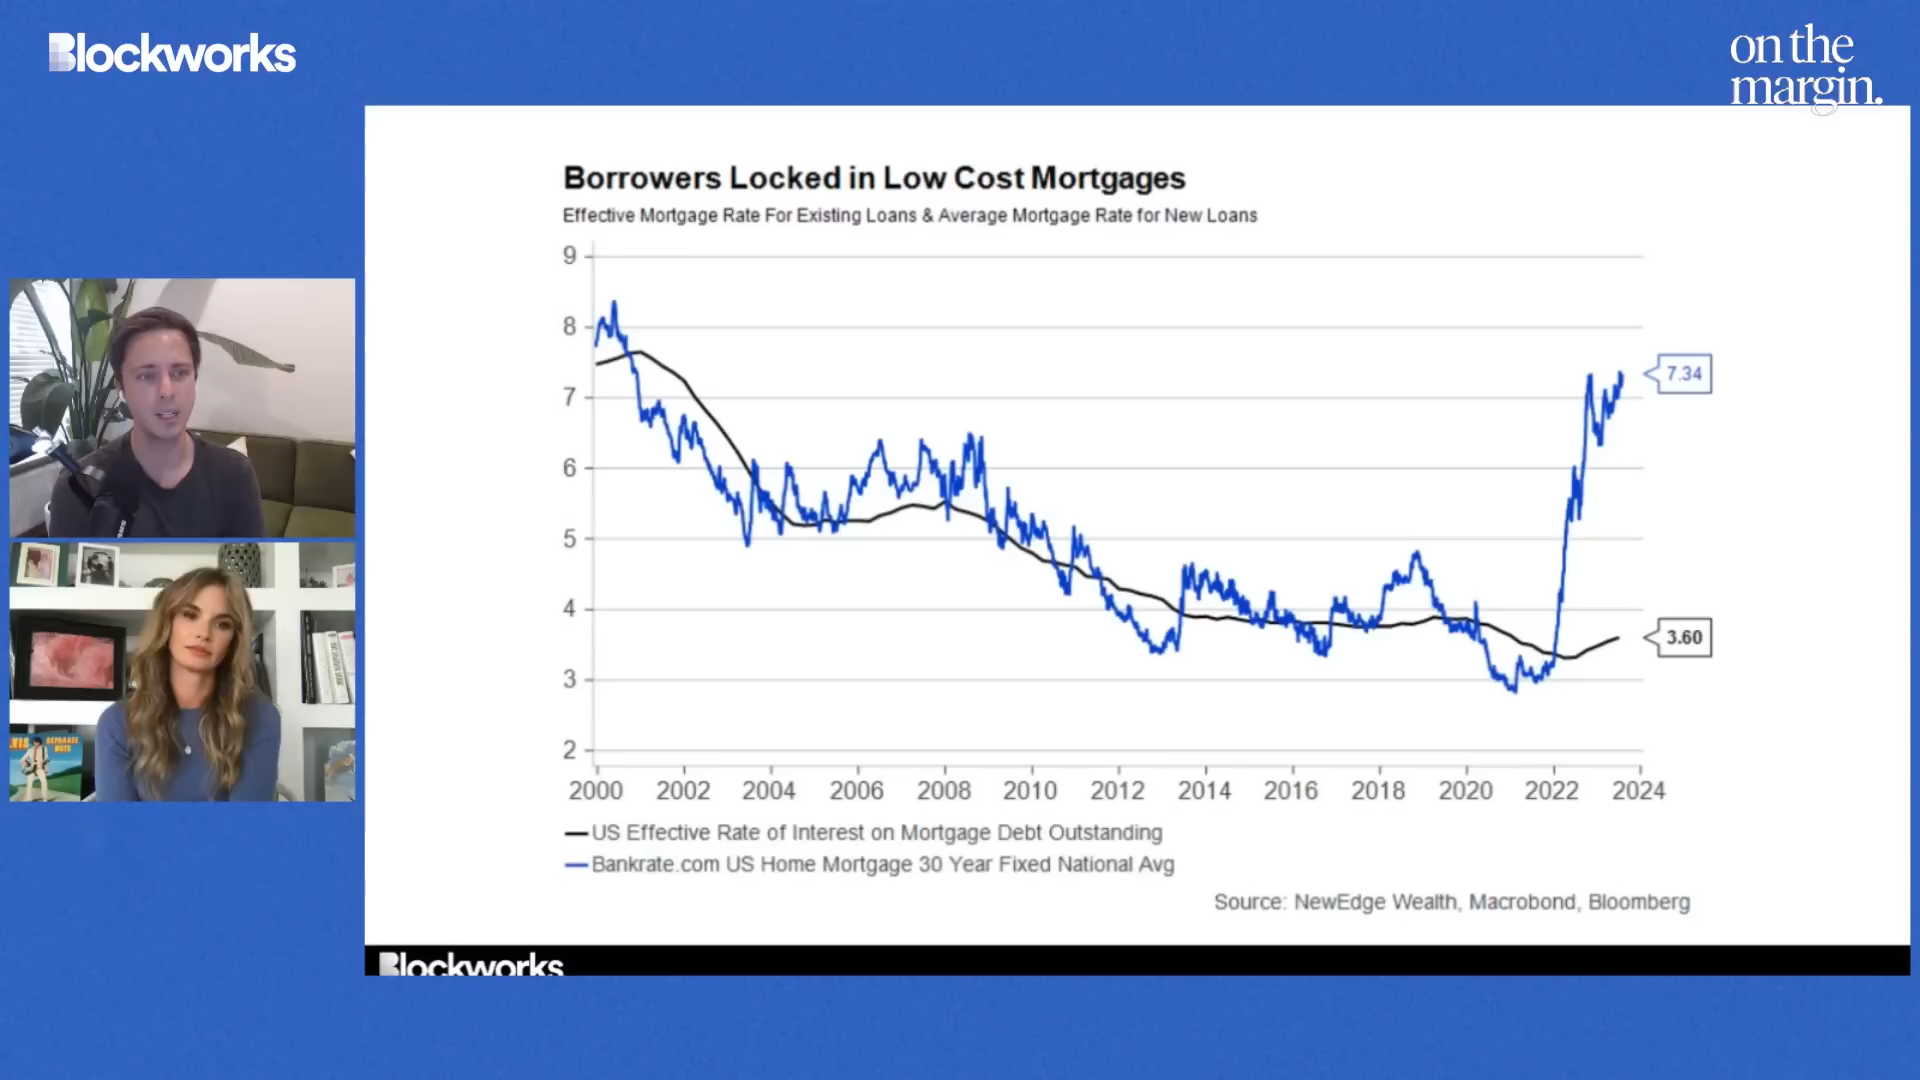 Blockworks
on the
margin.
Borrowers Locked in Low Cost Mortgages
Effective Mortgage Rate For Existing Loans & Average Mortgage Rate for New Loans
9
8
7
6
5
4
3
2
7.34
3.60
2000 2002 2004 2006 2008 2010 2012 2014 2016 2018 2020 2022 2024
US Effective Rate of Interest on Mortgage Debt Outstanding
Bankrate.com US Home Mortgage 30 Year Fixed National Avg
Source: NewEdge Wealth, Macrobond, Bloomberg
Blockworks
SEPARATE
WAYS